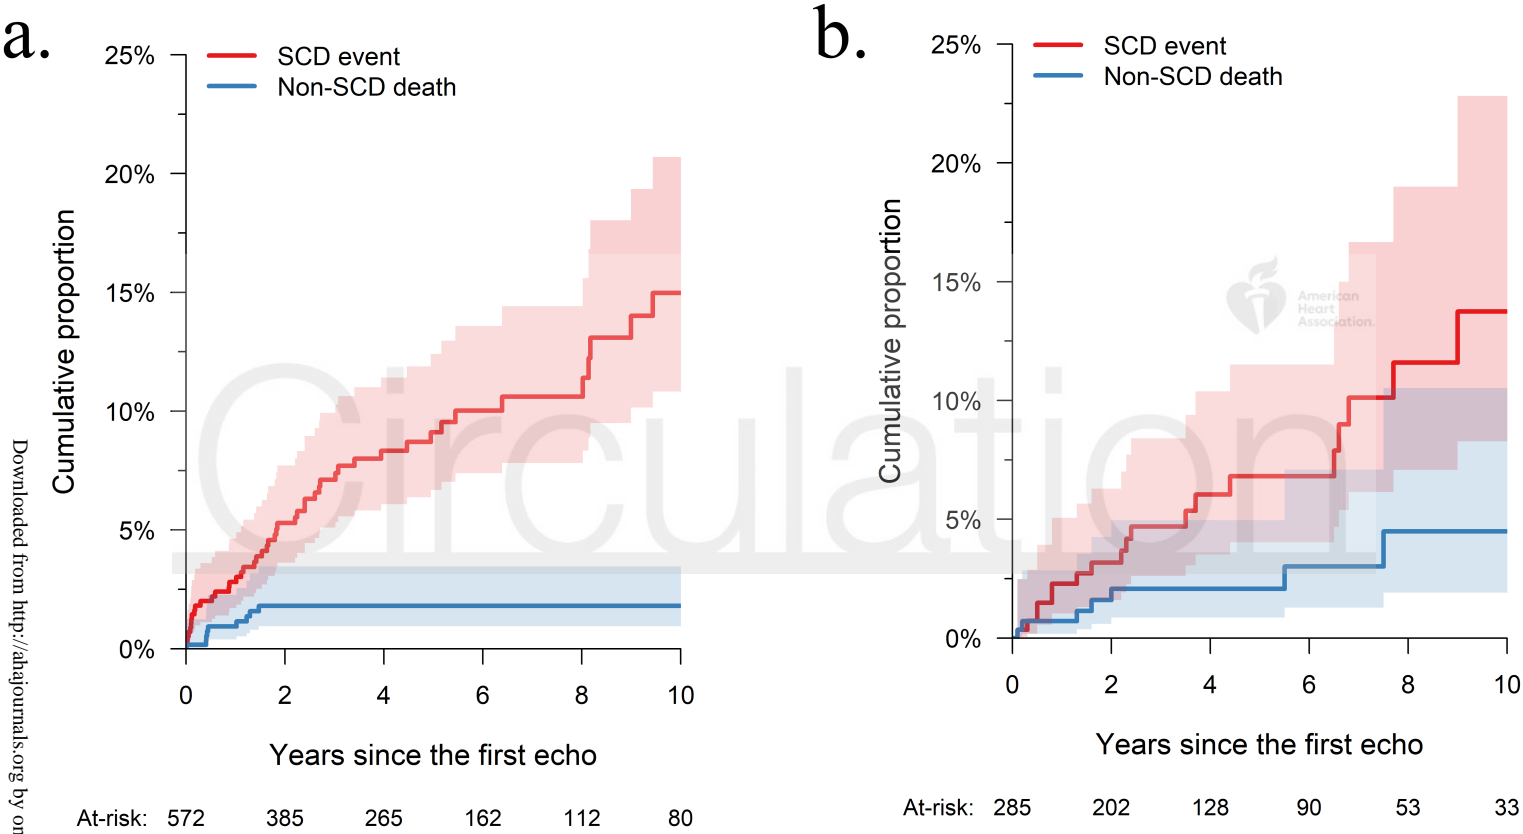 a.
SCD event
Non-SCD death
25%
20%
15%
10%
5%
0%
Cumulative proportion
0 2 4 6 8 10
Years since the first echo
At-risk: 572 385 265 162 112 80
b.
SCD event
Non-SCD death
25%
20%
15%
10%
5%
0%
Cumulative proportion
0 2 4 6 8 10
Years since the first echo
At-risk: 285 202 128 90 53 33
American
Heart
Association.
Circulation
Downloaded from http://ahajournals.org by on